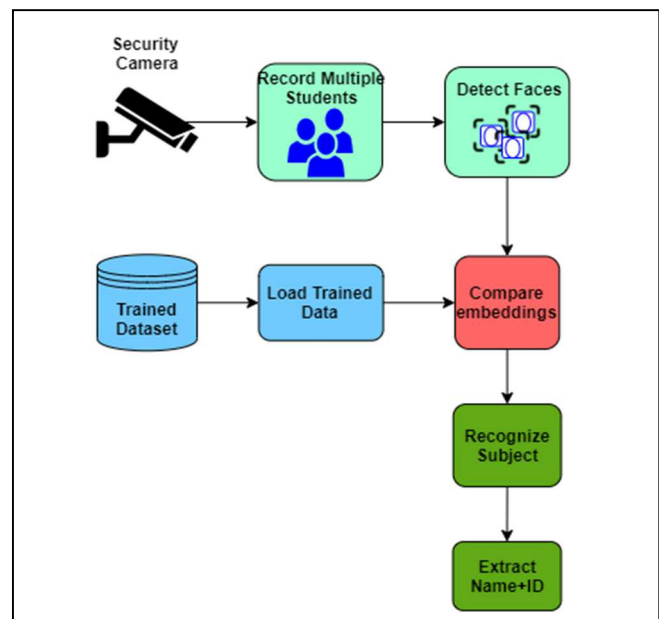 Security
Camera
Record Multiple
Students
Detect Faces
Trained
Dataset
Load Trained
Data
Compare
embeddings
Recognize
Subject
Extract
Name+ID